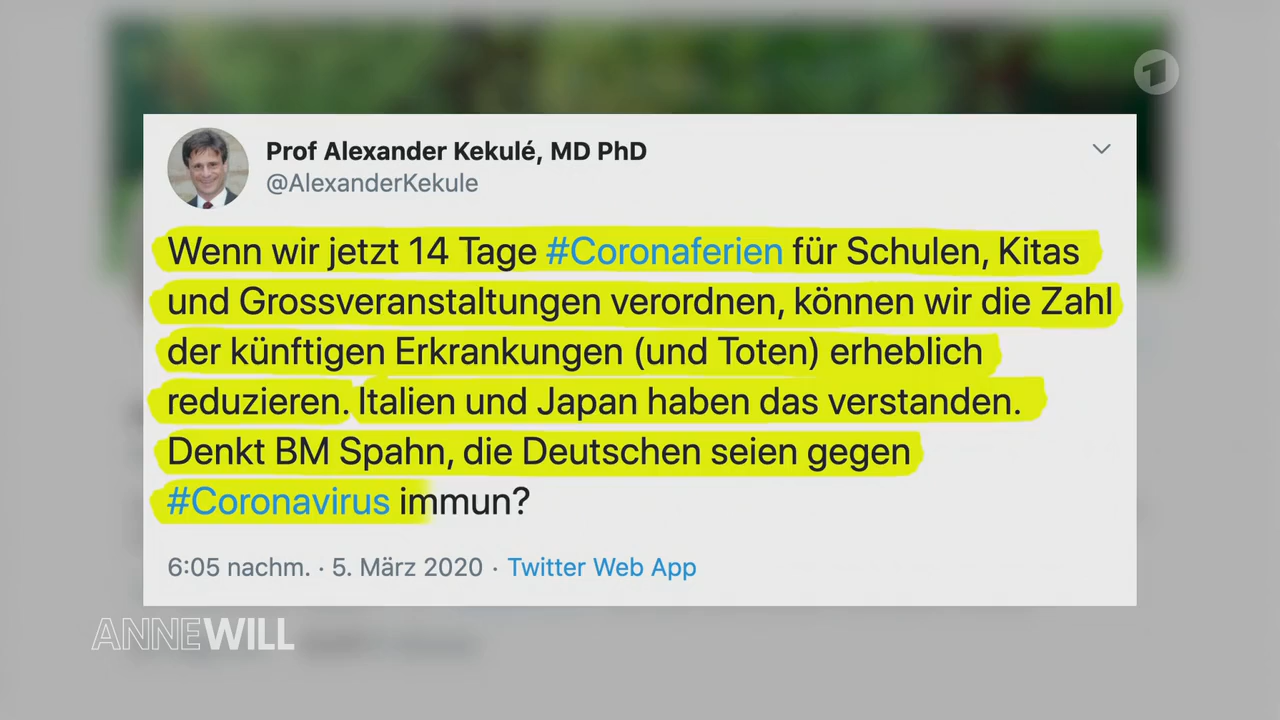 1
Prof Alexander Kekulé, MD PhD
@AlexanderKekule
Wenn wir jetzt 14 Tage #Coronaferien für Schulen, Kitas
und Grossveranstaltungen verordnen, können wir die Zahl
der künftigen Erkrankungen (und Toten) erheblich
reduzieren. Italien und Japan haben das verstanden.
Denkt BM Spahn, die Deutschen seien gegen
#Coronavirus immun?
6:05 nachm. · 5. März 2020 · Twitter Web App
ANNEWILL